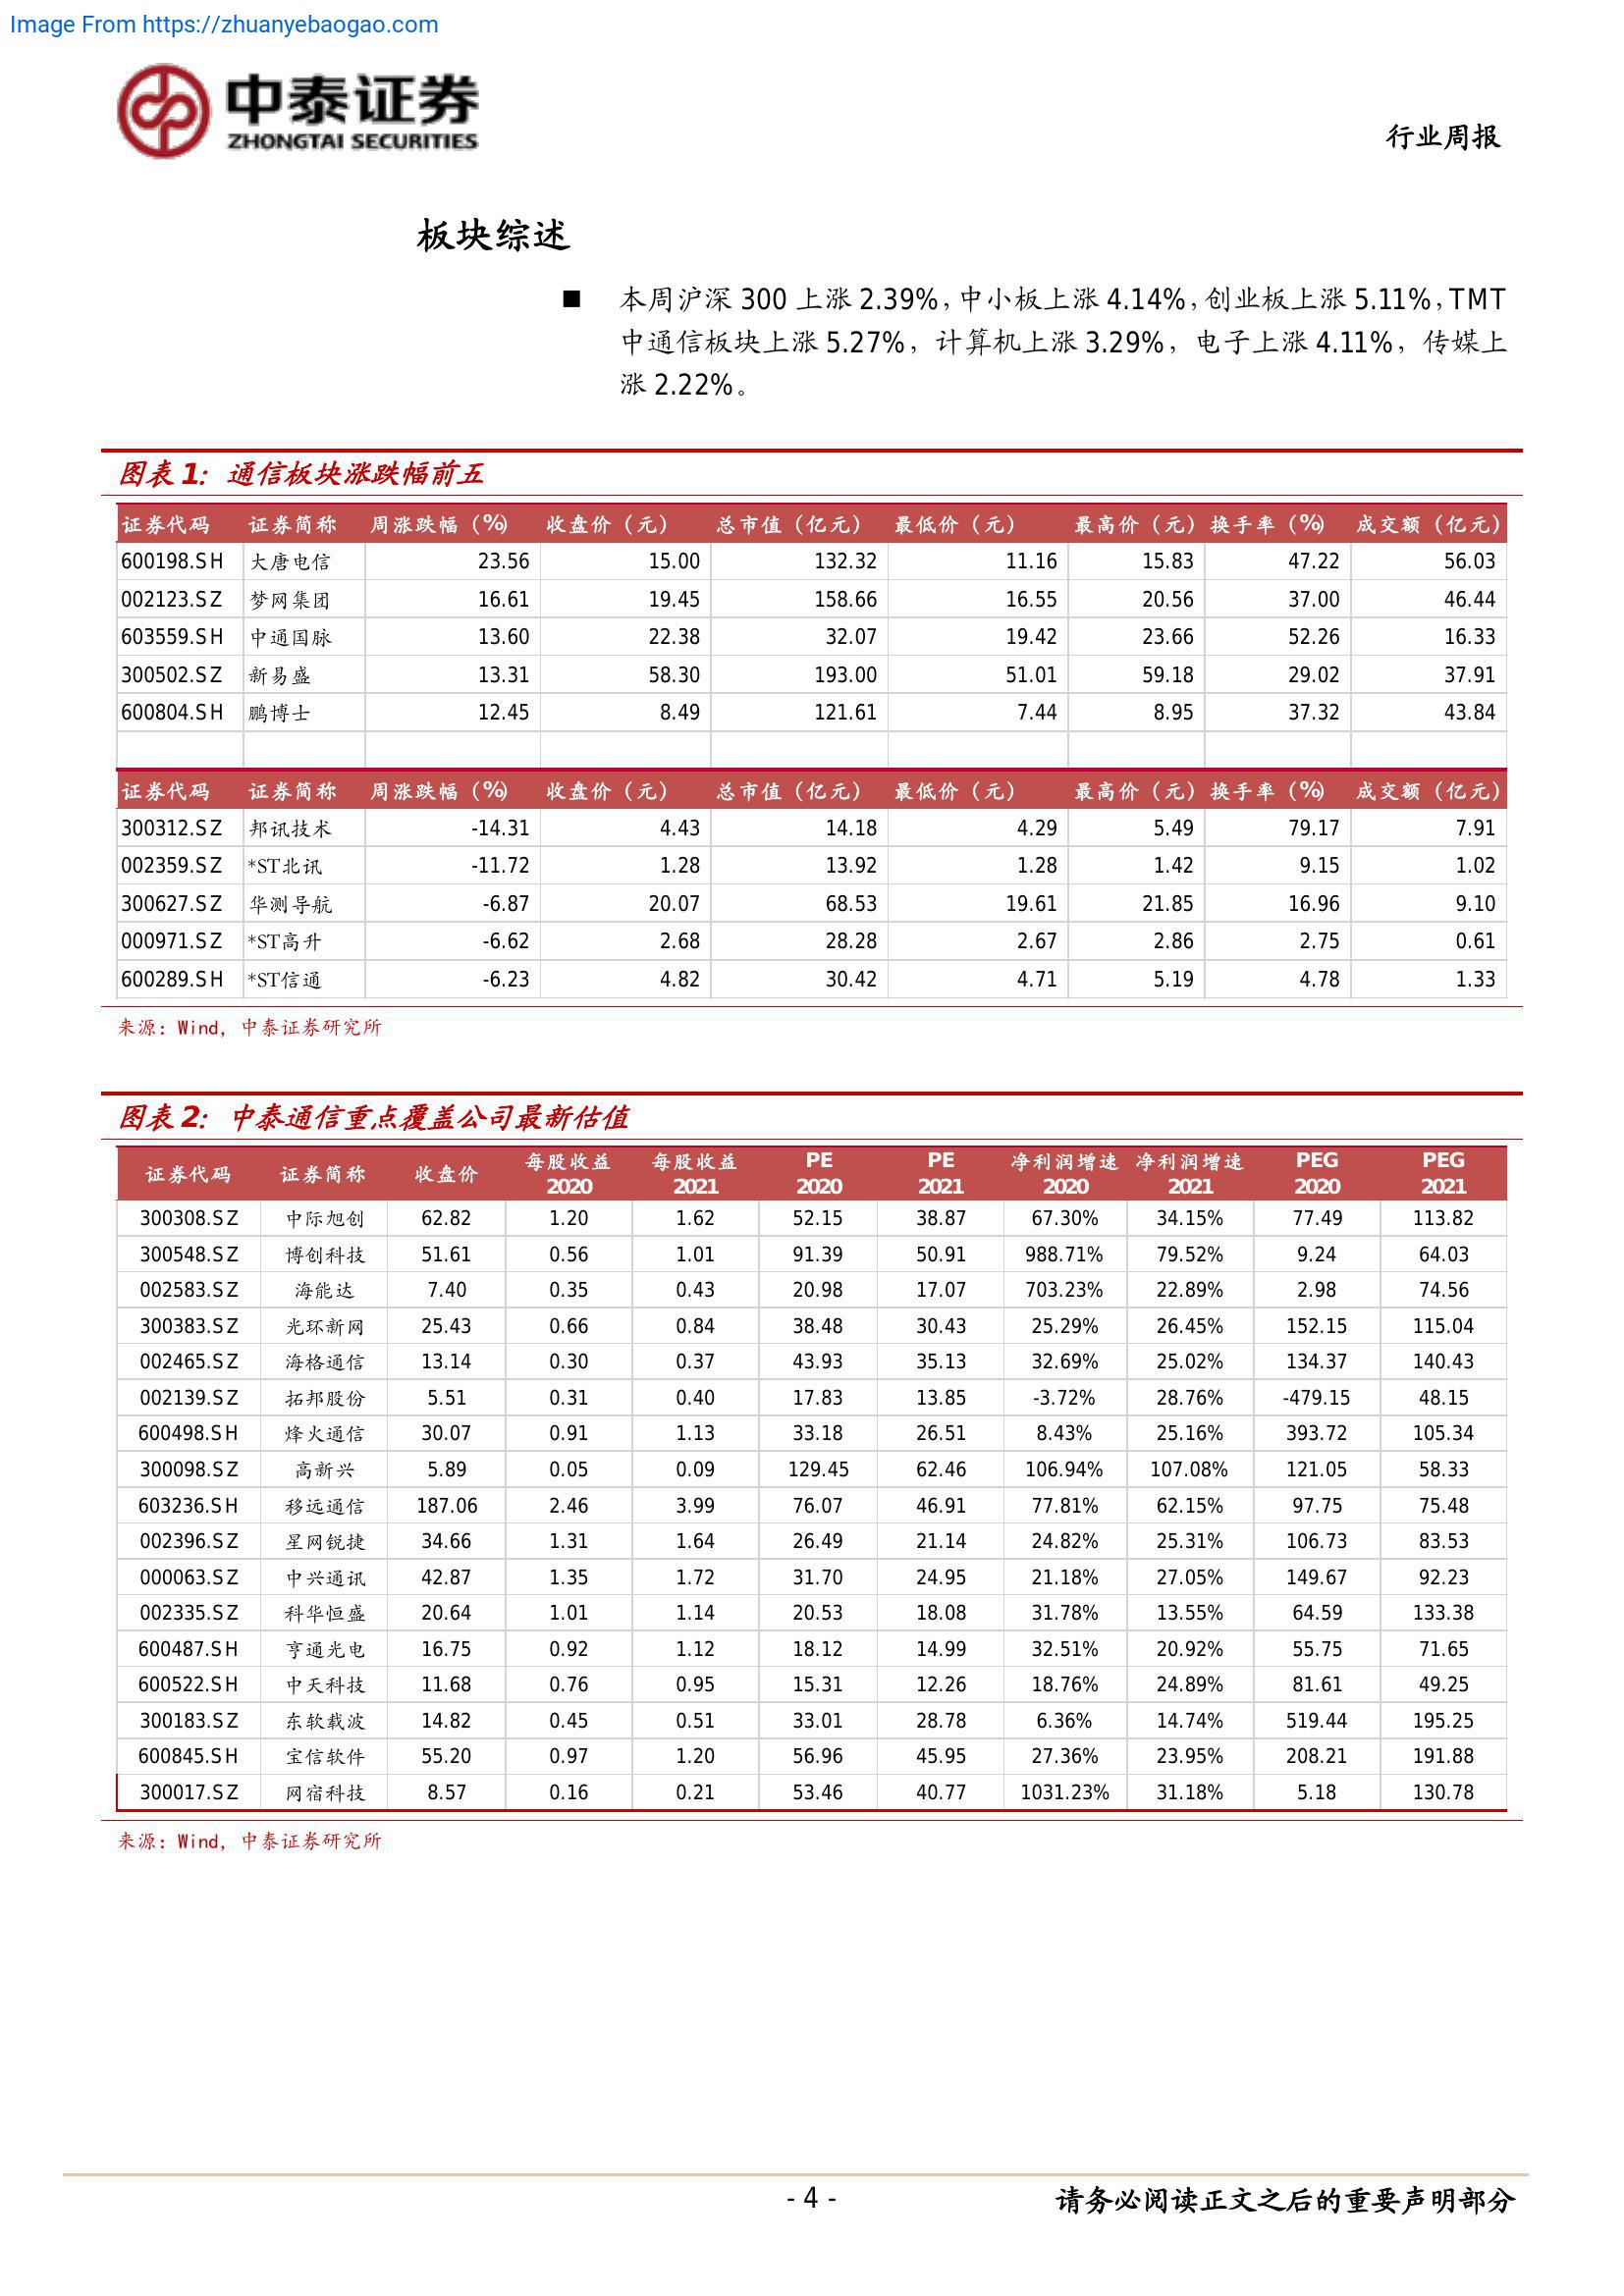 Image From https://zhuanyebaogao.com
中泰证券
ZHONGTAI SECURITIES
行业周报
板块综述
■ 本周沪深 300 上涨 2.39%，中小板上涨 4.14%，创业板上涨 5.11%，TMT
中通信板块上涨 5.27%，计算机上涨 3.29%，电子上涨 4.11%，传媒上
涨 2.22%。
图表 1：通信板块涨跌幅前五
证券代码 证券简称 周涨跌幅（%） 收盘价（元） 总市值（亿元） 最低价（元） 最高价（元） 换手率（%） 成交额（亿元）
600198.SH 大唐电信 23.56 15.00 132.32 11.16 15.83 47.22 56.03
002123.SZ 梦网集团 16.61 19.45 158.66 16.55 20.56 37.00 46.44
603559.SH 中通国脉 13.60 22.38 32.07 19.42 23.66 52.26 16.33
300502.SZ 新易盛 13.31 58.30 193.00 51.01 59.18 29.02 37.91
600804.SH 鹏博士 12.45 8.49 121.61 7.44 8.95 37.32 43.84
证券代码 证券简称 周涨跌幅（%） 收盘价（元） 总市值（亿元） 最低价（元） 最高价（元） 换手率（%） 成交额（亿元）
300312.SZ 邦讯技术 -14.31 4.43 14.18 4.29 5.49 79.17 7.91
002359.SZ *ST北讯 -11.72 1.28 13.92 1.28 1.42 9.15 1.02
300627.SZ 华测导航 -6.87 20.07 68.53 19.61 21.85 16.96 9.10
000971.SZ *ST高升 -6.62 2.68 28.28 2.67 2.86 2.75 0.61
600289.SH *ST信通 -6.23 4.82 30.42 4.71 5.19 4.78 1.33
来源：Wind，中泰证券研究所
图表 2：中泰通信重点覆盖公司最新估值
证券代码 证券简称 收盘价 每股收益 每股收益 PE PE 净利润增速 净利润增速 PEG PEG
2020 2021 2020 2021 2020 2021 2020 2021
300308.SZ 中际旭创 62.82 1.20 1.62 52.15 38.87 67.30% 34.15% 77.49 113.82
300548.SZ 博创科技 51.61 0.56 1.01 91.39 50.91 988.71% 79.52% 9.24 64.03
002583.SZ 海能达 7.40 0.35 0.43 20.98 17.07 703.23% 22.89% 2.98 74.56
300383.SZ 光环新网 25.43 0.66 0.84 38.48 30.43 25.29% 26.45% 152.15 115.04
002465.SZ 海格通信 13.14 0.30 0.37 43.93 35.13 32.69% 25.02% 134.37 140.43
002139.SZ 拓邦股份 5.51 0.31 0.40 17.83 13.85 -3.72% 28.76% -479.15 48.15
600498.SH 烽火通信 30.07 0.91 1.13 33.18 26.51 8.43% 25.16% 393.72 105.34
300098.SZ 高新兴 5.89 0.05 0.09 129.45 62.46 106.94% 107.08% 121.05 58.33
603236.SH 移远通信 187.06 2.46 3.99 76.07 46.91 77.81% 62.15% 97.75 75.48
002396.SZ 星网锐捷 34.66 1.31 1.64 26.49 21.14 24.82% 25.31% 106.73 83.53
000063.SZ 中兴通讯 42.87 1.35 1.72 31.70 24.95 21.18% 27.05% 149.67 92.23
002335.SZ 科华恒盛 20.64 1.01 1.14 20.53 18.08 31.78% 13.55% 64.59 133.38
600487.SH 亨通光电 16.75 0.92 1.12 18.12 14.99 32.51% 20.92% 55.75 71.65
600522.SH 中天科技 11.68 0.76 0.95 15.31 12.26 18.76% 24.89% 81.61 49.25
300183.SZ 东软载波 14.82 0.45 0.51 33.01 28.78 6.36% 14.74% 519.44 195.25
600845.SH 宝信软件 55.20 0.97 1.20 56.96 45.95 27.36% 23.95% 208.21 191.88
300017.SZ 网宿科技 8.57 0.16 0.21 53.46 40.77 1031.23% 31.18% 5.18 130.78
来源：Wind，中泰证券研究所
- 4 -
请务必阅读正文之后的重要声明部分